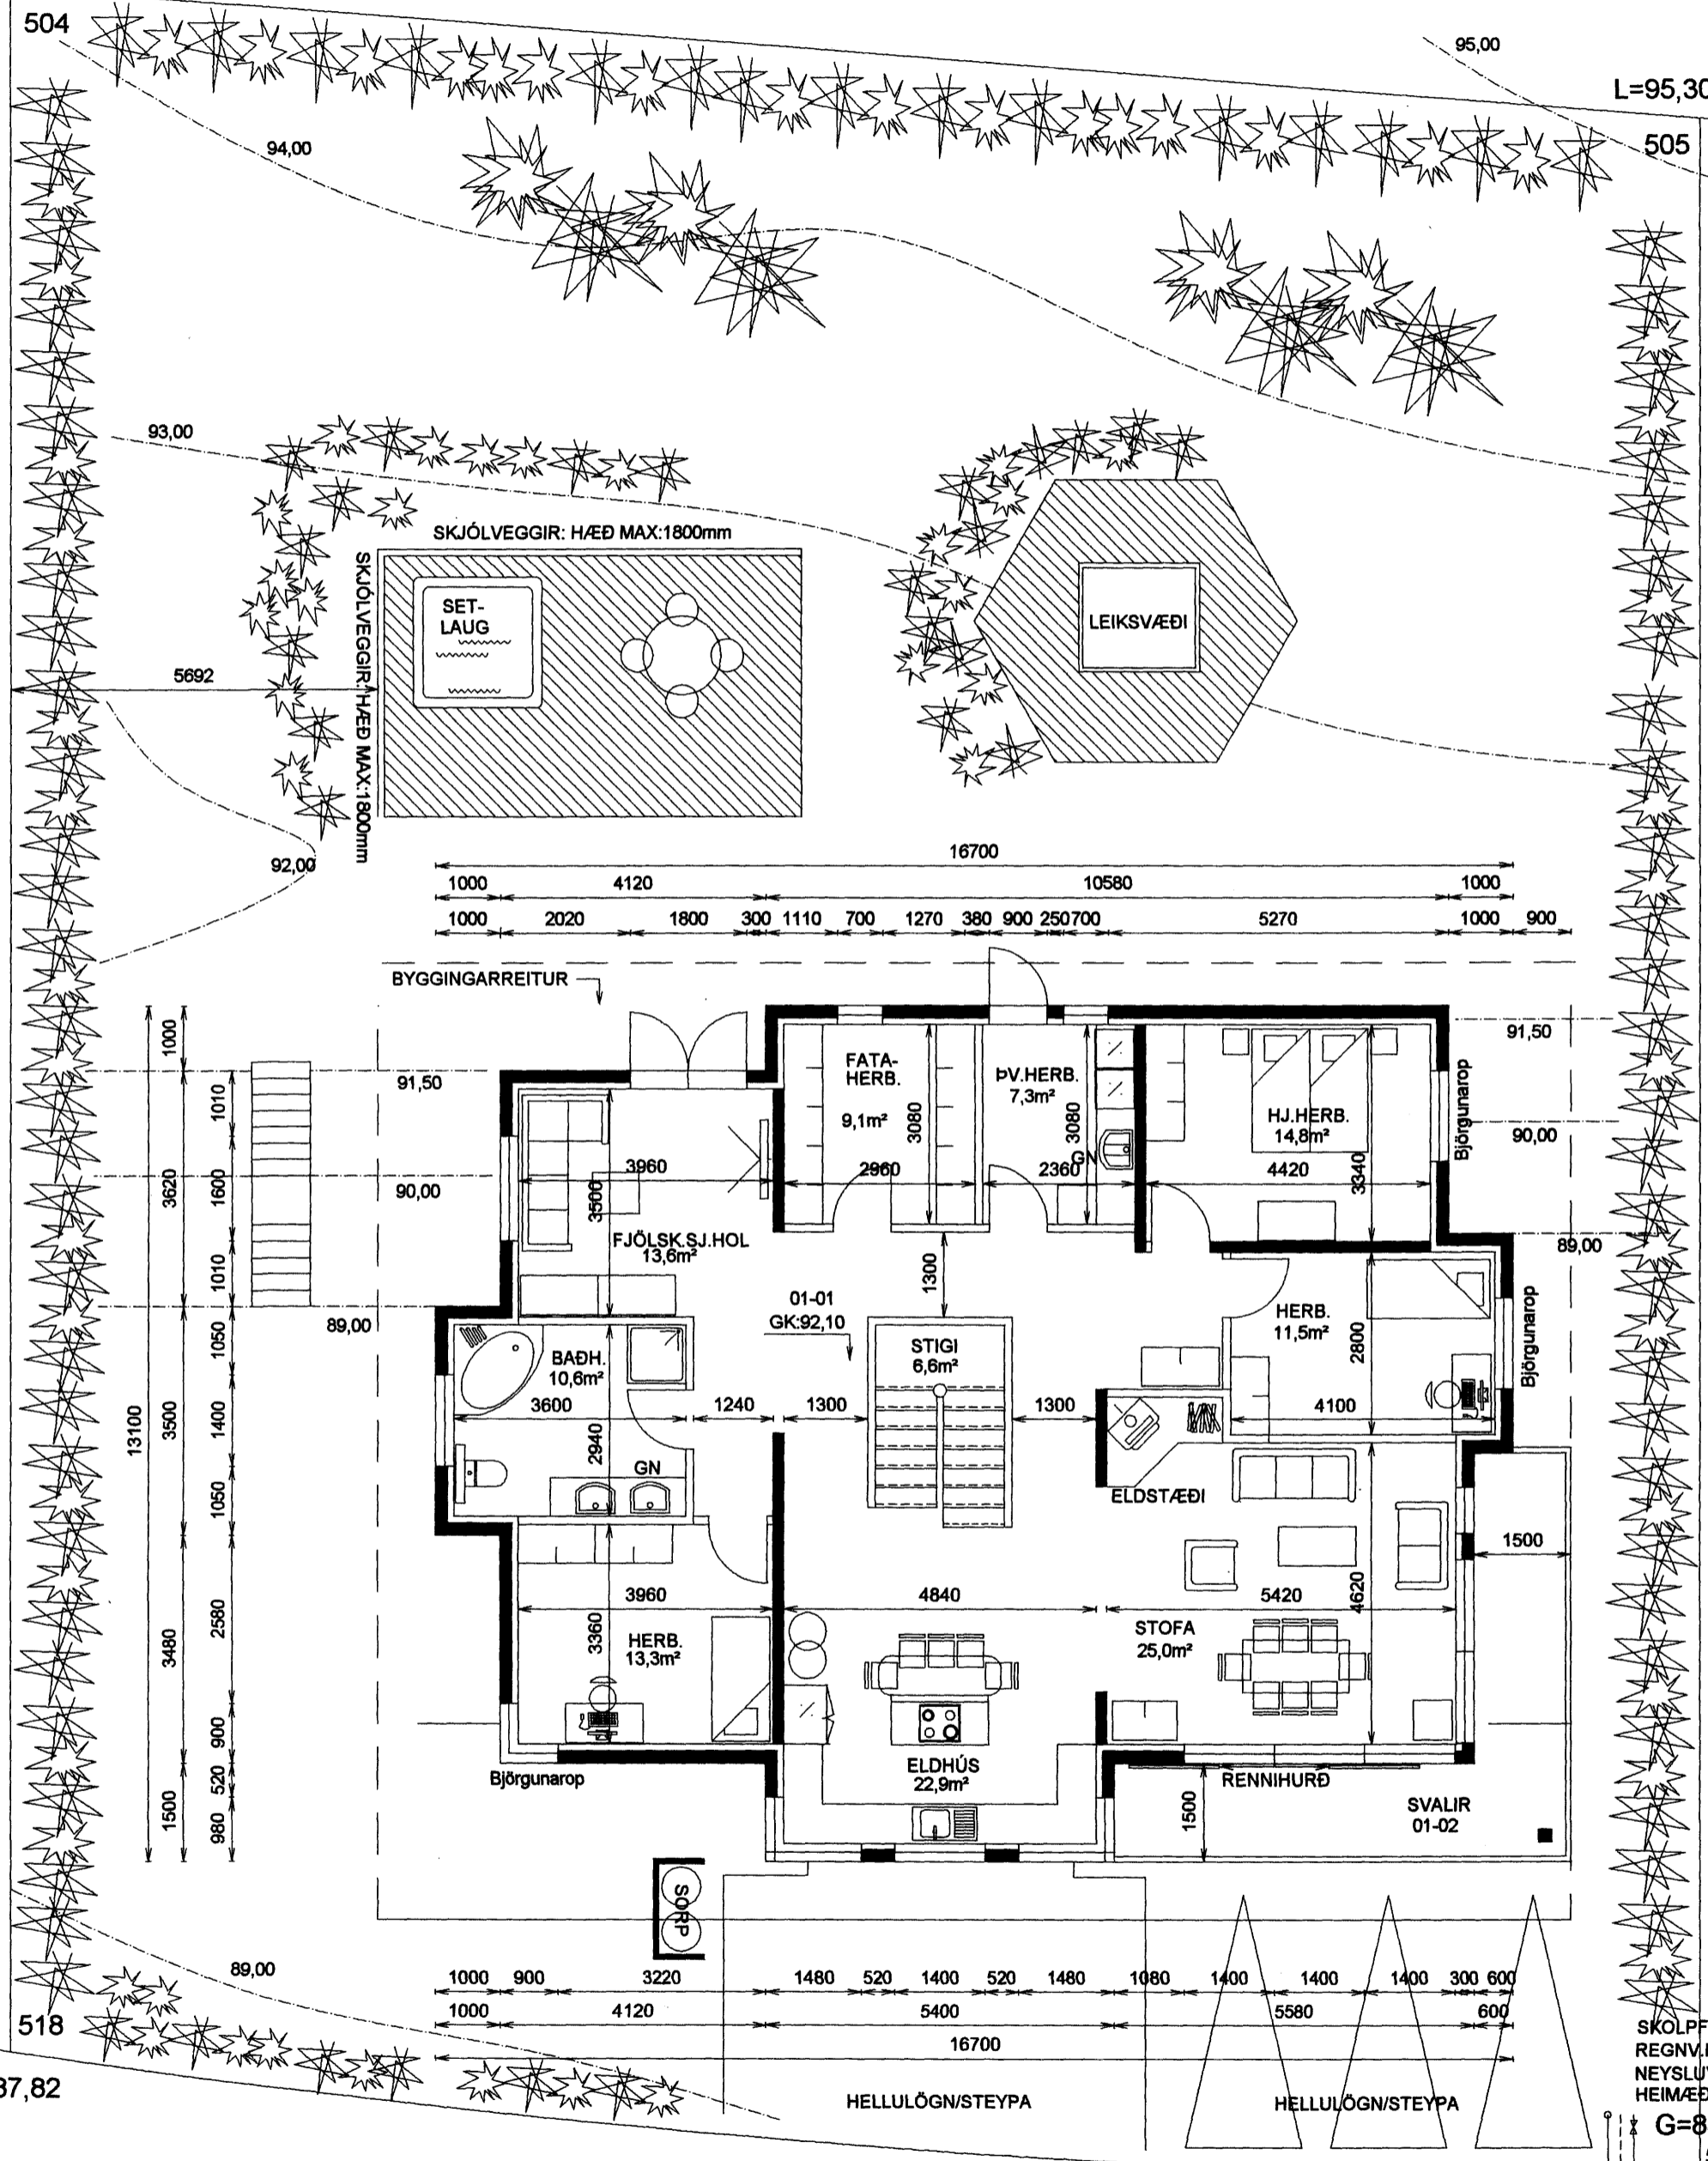 504
95,00
L=95,30
505
94,00
93,00
SKJÓLVEGGIR: HÆÐ MAX:1800mm
SKJÓLVEGGIR: HÆÐ MAX:1800mm
SET-
LAUG
LEIKSVÆÐI
5692
92,00
16700
1000 4120 10580 1000
1000 2020 1800 300 1110 700 1270 380 900 250 700 5270 1000 900
BYGGINGARREITUR
1000
91,50
91,50
Björgunarop
FATA-
HERB.
9,1m²
3080
ÞV.HERB.
7,3m²
3080
GN
HJ.HERB.
14,8m²
90,00
1010
3620
1600
90,00
3960
3500
2960
2360
4420
3340
FJÖLSK.SJ.HOL
13,6m²
89,00
1010
1300
01-01
GK:92,10
HERB.
11,5m²
2800
Björgunarop
89,00
1050
STIGI
6,6m²
BAÐH.
10,6m²
13100
3500
1400
3600
1240
1300
1300
4100
2940
GN
1050
ELDSTÆÐI
1500
3960
4840
5420
4620
2580
3480
3360
HERB.
13,3m²
STOFA
25,0m²
900
ELDHÚS
22,9m²
Björgunarop
RENNIHURÐ
520
1500
980
1500
SVALIR
01-02
SORP
89,00
1000 900 3220 1480 520 1400 520 1480 1080 1400 1400 1400 300 600
1000 4120 5400 5580 600
16700
518
37,82
HELLULÖGN/STEYPA
HELLULÖGN/STEYPA
SKOLPF
REGNV.
NEYSLU
HEIMÆÐ
G=8